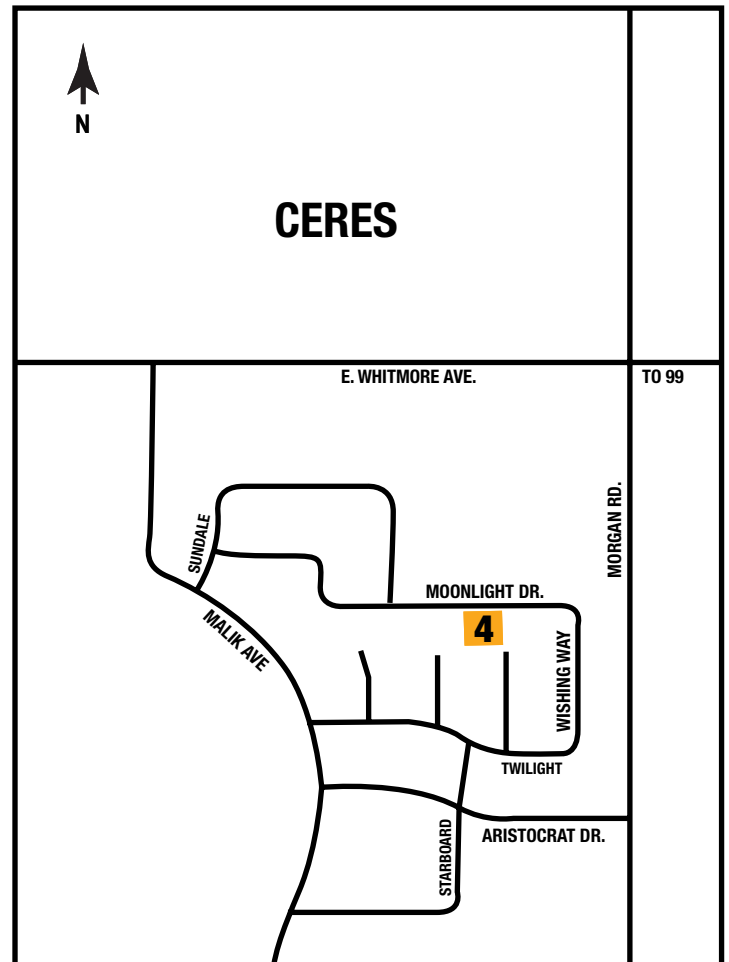 N
CERES
E. WHITMORE AVE.
TO 99
MORGAN RD.
SUNDALE
MOONLIGHT DR.
MALIK AVE
4
WISHING WAY
TWILIGHT
STARBOARD
ARISTOCRAT DR.